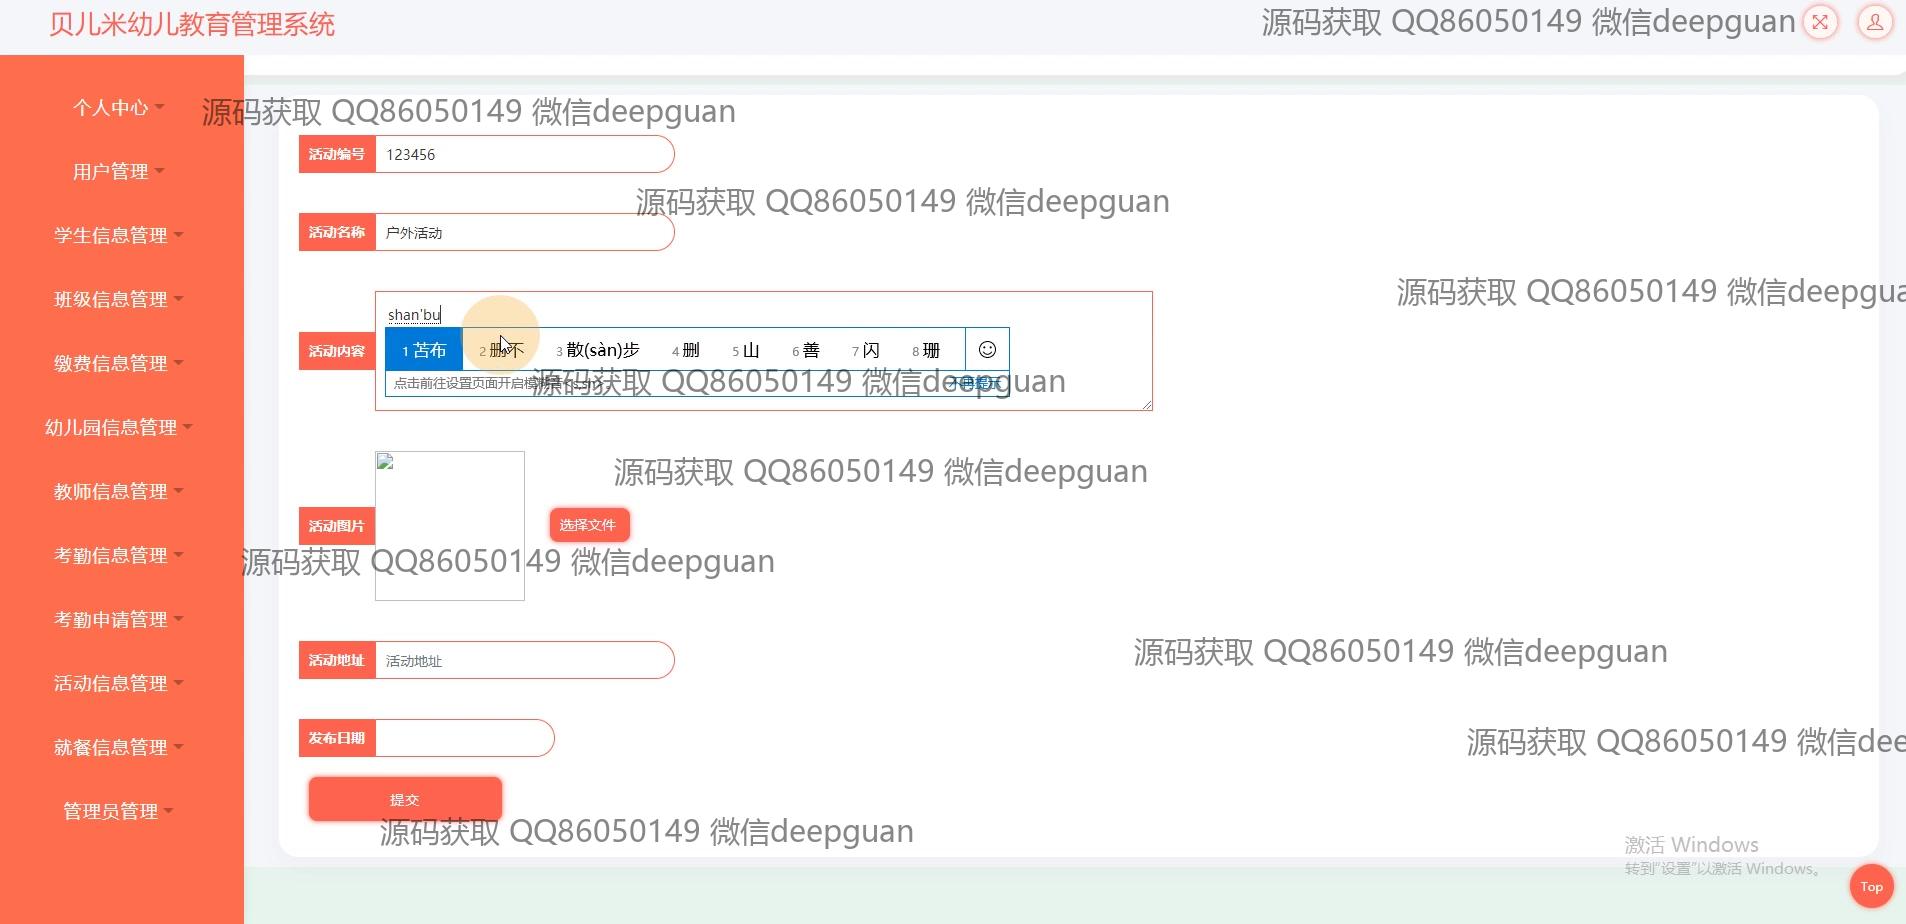 贝儿米幼儿教育管理系统
源码获取 QQ86050149 微信deepguan
个人中心
源码获取 QQ86050149 微信deepguan
活动编号 123456
用户管理
源码获取 QQ86050149 微信deepguan
学生信息管理
活动名称 户外活动
源码获取 QQ86050149 微信deepgua
班级信息管理
shan'bu
活动内容
1 苫布 2 删不 3 散(sàn)步 4 删 5 山 6 善 7 闪 8 珊
缴费信息管理
点击前往设置页面开启模糊音<s,sh>。 不再提示
源码获取 QQ86050149 微信deepguan
幼儿园信息管理
源码获取 QQ86050149 微信deepguan
教师信息管理
活动图片 选择文件
考勤信息管理
源码获取 QQ86050149 微信deepguan
考勤申请管理
源码获取 QQ86050149 微信deepguan
活动地址 活动地址
活动信息管理
发布日期
源码获取 QQ86050149 微信dee
就餐信息管理
提交
管理员管理
源码获取 QQ86050149 微信deepguan
激活 Windows
转到"设置"以激活 Windows。
Top